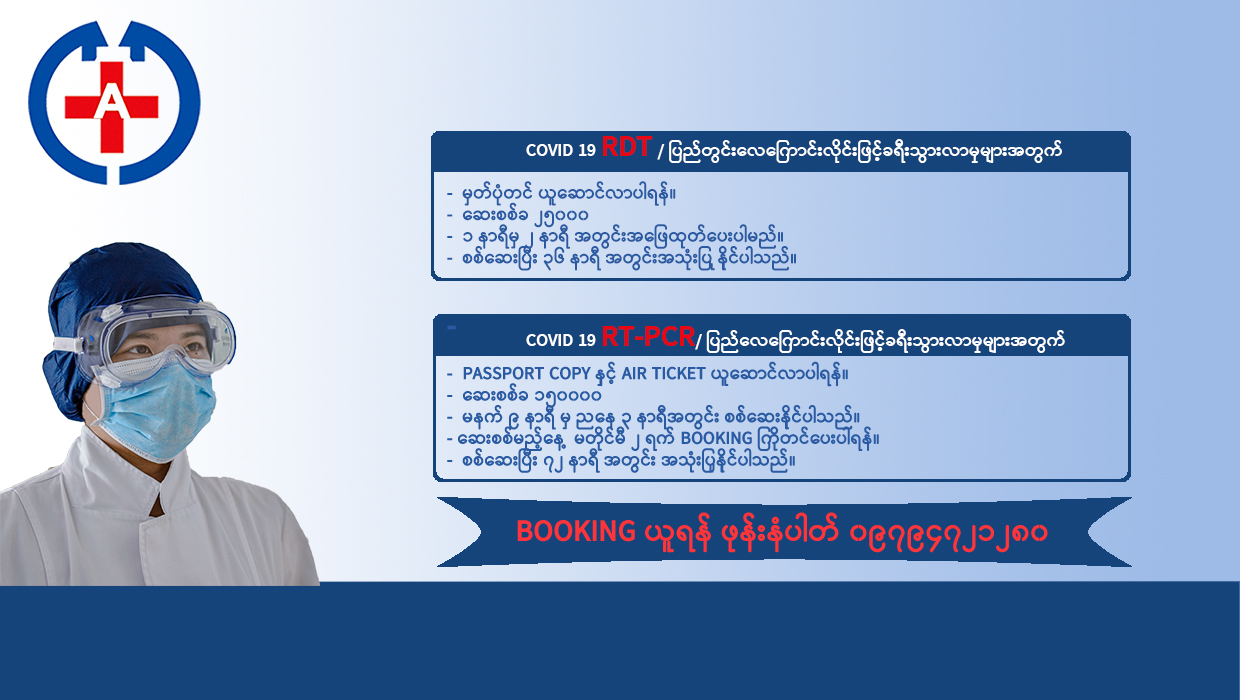 A
COVID 19 RDT / ပြည်တွင်းလေကြောင်းလိုင်းဖြင့်ခရီးသွားလာမှုများအတွက်
- မှတ်ပုံတင် ယူဆောင်လာပါရန်။
- ဆေးစစ်ခ ၂၅၀၀၀
- ၁ နာရီမှ ၂ နာရီ အတွင်းအဖြေထုတ်ပေးပါမည်။
- စစ်ဆေးပြီး ၃၆ နာရီ အတွင်းအသုံးပြု နိုင်ပါသည်။
COVID 19 RT-PCR/ ပြည်လေကြောင်းလိုင်းဖြင့်ခရီးသွားလာမှုများအတွက်
- PASSPORT COPY နှင့် AIR TICKET ယူဆောင်လာပါရန်။
- ဆေးစစ်ခ ၁၅၀၀၀၀
- မနက် ၉ နာရီ မှ ညနေ ၃ နာရီအတွင်း စစ်ဆေးနိုင်ပါသည်။
- ဆေးစစ်မည့်နေ့ မတိုင်မီ ၂ ရက် BOOKING ကြိုတင်ပေးပါရန်။
- စစ်ဆေးပြီး ၇၂ နာရီ အတွင်း အသုံးပြုနိုင်ပါသည်။
BOOKING ယူရန် ဖုန်းနံပါတ် ၀၉၇၉၄၇၂၁၂၈၀